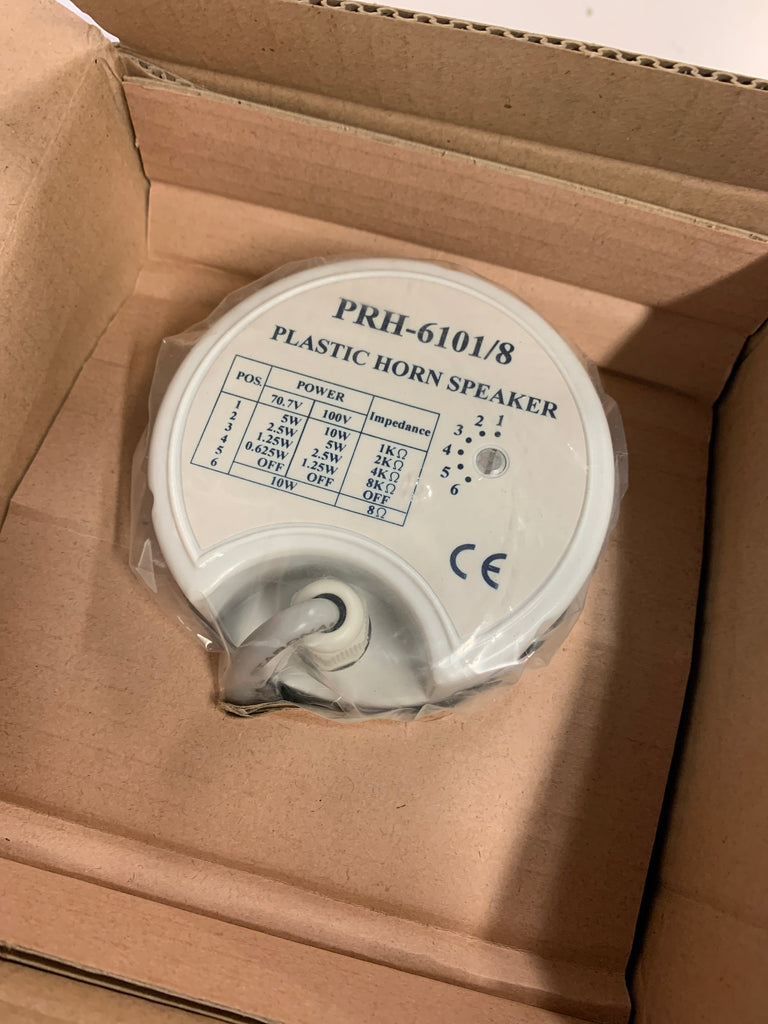 PRH-6101/8
PLASTIC HORN SPEAKER
POS. POWER Impedance
70.7V 100V
1 5W 10W 1KΩ
2 2.5W 5W 2KΩ
3 1.25W 2.5W 4KΩ
4 0.625W 1.25W 8KΩ
5 OFF OFF OFF
6 10W 8Ω
1
2
3
4
5
6
CE